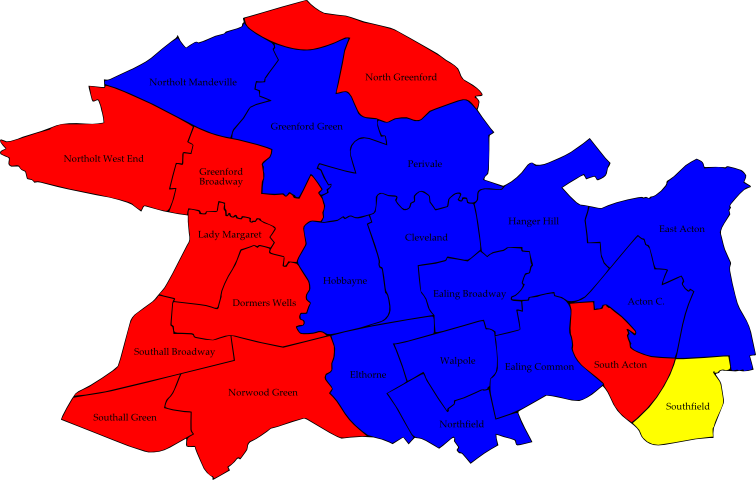 North Greenford
Northolt Mandeville
Greenford Green
Northolt West End
Perivale
Greenford
Broadway
Hanger Hill
East Acton
Lady Margaret
Cleveland
Hobbayne
Ealing Broadway
Acton C
Dormers Wells
Southall Broadway
Walpole
Ealing Common
South Acton
Elthorne
Norwood Green
Southfield
Southall Green
Northfield